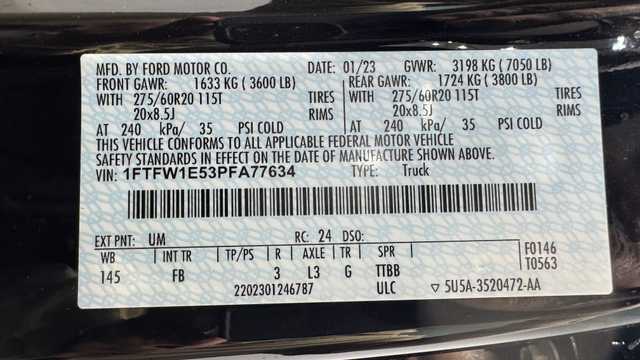 MFD. BY FORD MOTOR CO. DATE: 01/23 GVWR: 3198 KG ( 7050 LB)
FRONT GAWR: 1633 KG ( 3600 LB) REAR GAWR: 1724 KG ( 3800 LB)
WITH 275/60R20 115T TIRES WITH 275/60R20 115T TIRES
20x8.5J RIMS 20x8.5J RIMS
AT 240 kPa/ 35 PSI COLD AT 240 kPa/ 35 PSI COLD
THIS VEHICLE CONFORMS TO ALL APPLICABLE FEDERAL MOTOR VEHICLE
SAFETY STANDARDS IN EFFECT ON THE DATE OF MANUFACTURE SHOWN ABOVE.
VIN: 1FTFW1E53PFA77634 TYPE: Truck
EXT PNT: UM RC: 24 DSO: F0146
WB INT TR TP/PS R AXLE TR SPR T0563
145 FB 3 L3 G TTBB
2202301246787 ULC ▽ 5U5A-3520472-AA